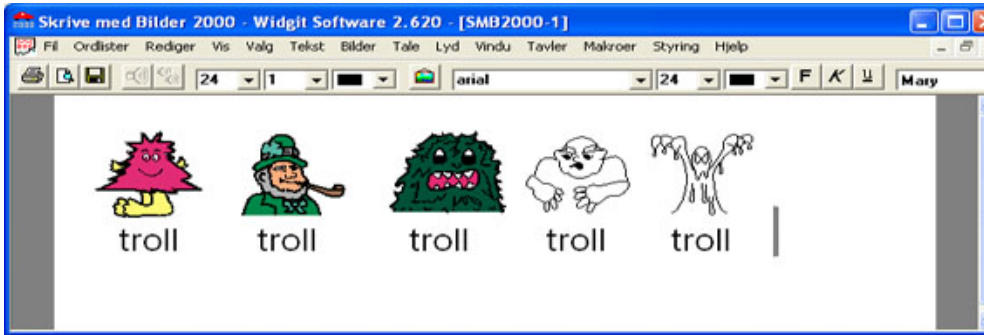 Skrive med Bilder 2000 - Widgit Software 2.620 - [SMB2000-1]
Fil Ordlister Rediger Vis Valg Tekst Bilder Tale Lyd Vindu Tavler Makroer Styring Hjelp
24 1 arial 24 F K U Mary
troll troll troll troll troll